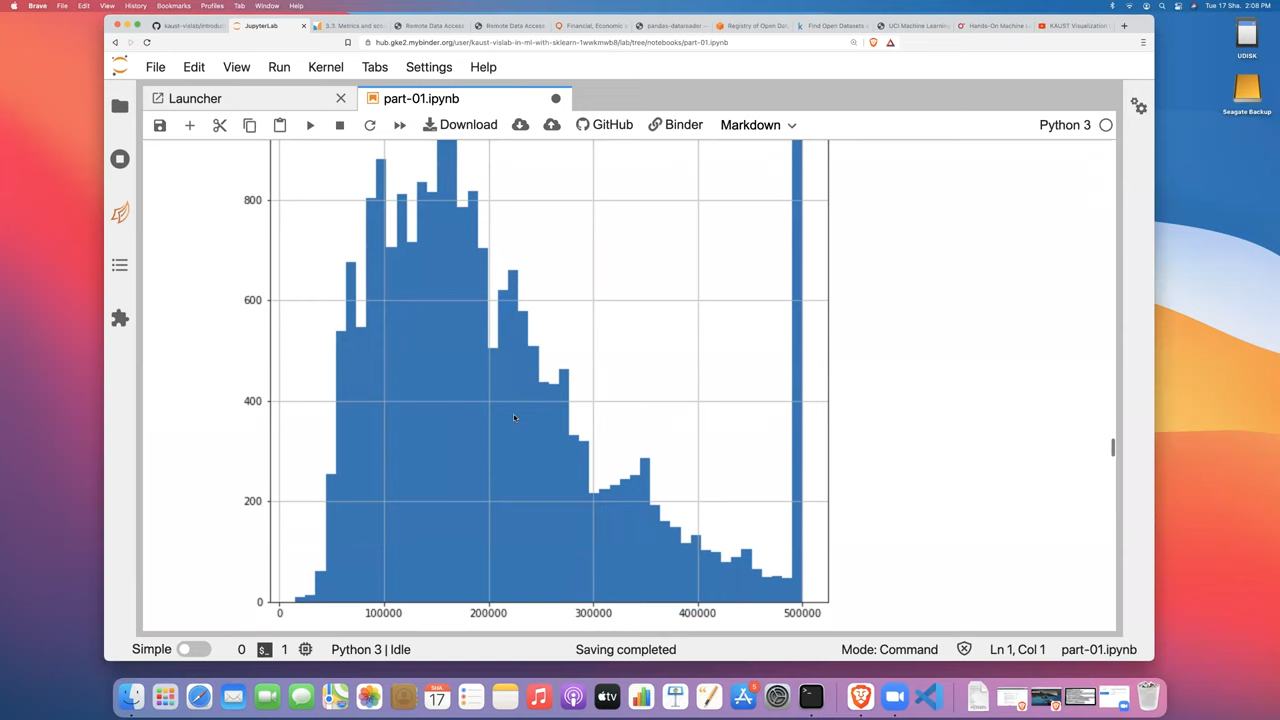 Brave File Edit View History Bookmarks Profiles Tab Window Help
Tue 17 Sha. 2:08 PM
kaust-vislab/introduc
JupyterLab
3.3. Metrics and sco
Remote Data Access
Remote Data Access
Financial, Economic
pandas-datareader
Registry of Open Dat
Find Open Datasets
UCI Machine Learnin
Hands-On Machine L
KAUST Visualization
hub.gke2.mybinder.org/user/kaust-vislab-in-ml-with-sklearn-1wwkmwb8/lab/tree/notebooks/part-01.ipynb
UDISK
Seagate Backup
File Edit View Run Kernel Tabs Settings Help
Launcher
part-01.ipynb
Download GitHub Binder Markdown
Python 3
800
600
400
200
0
0 100000 200000 300000 400000 500000
Simple 0 $_ 1 Python 3 | Idle Saving completed Mode: Command Ln 1, Col 1 part-01.ipynb
SHA
17
tv
5